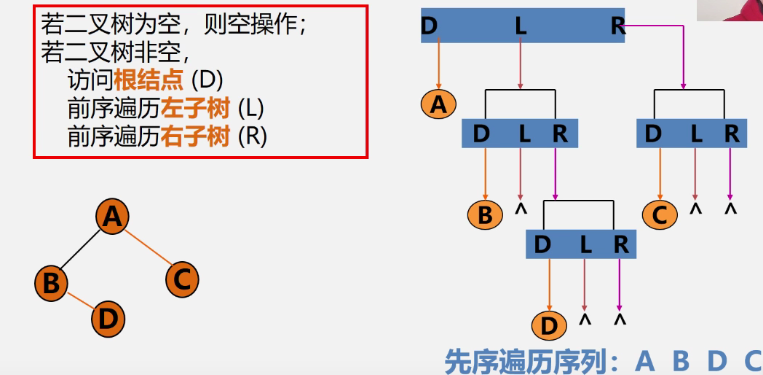 若二叉树为空，则空操作；
若二叉树非空，
访问根结点 (D)
前序遍历左子树 (L)
前序遍历右子树 (R)
D L R
A
D L R
D L R
B ^
C ^ ^
D L R
D ^ ^
A
B
C
D
先序遍历序列：A B D C